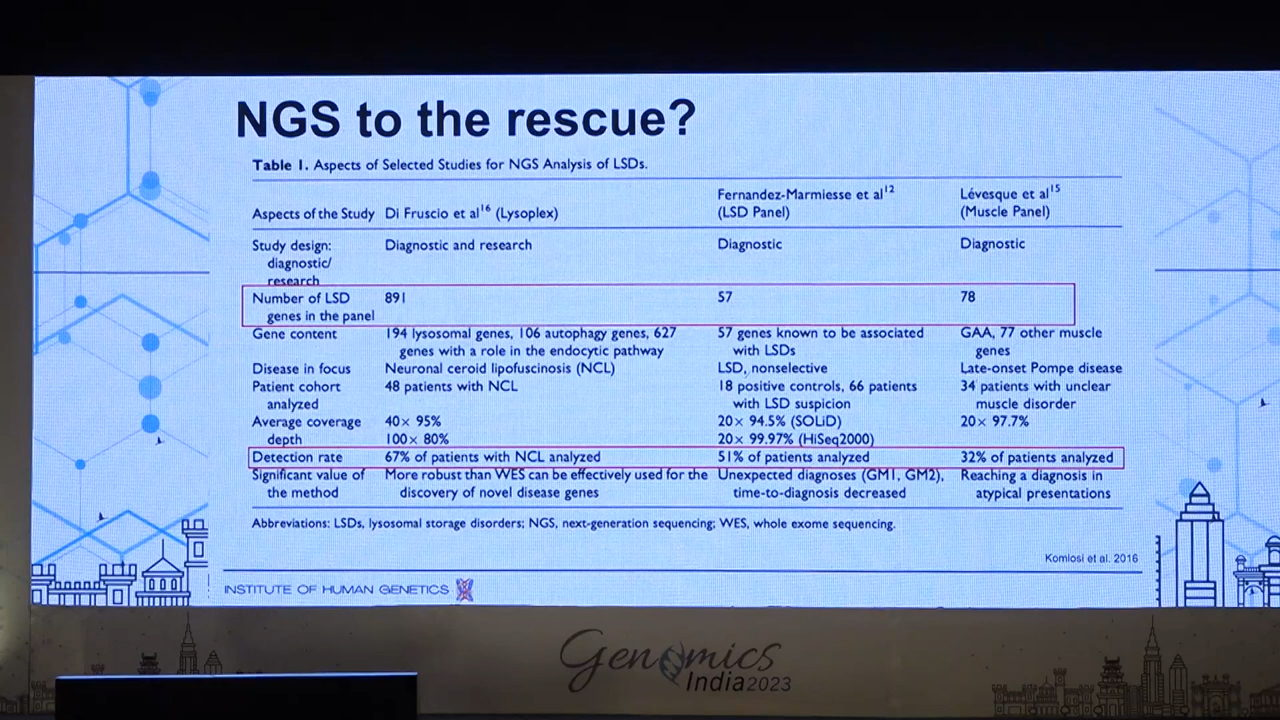 NGS to the rescue?
Table 1. Aspects of Selected Studies for NGS Analysis of LSDs.
Aspects of the Study Di Fruscio et al16 (Lysoplex) Fernandez-Marmiesse et al12 (LSD Panel) Lévesque et al15 (Muscle Panel)
Study design: diagnostic/ research Diagnostic and research Diagnostic Diagnostic
Number of LSD genes in the panel 891 57 78
Gene content 194 lysosomal genes, 106 autophagy genes, 627 genes with a role in the endocytic pathway 57 genes known to be associated with LSDs GAA, 77 other muscle genes
Disease in focus Neuronal ceroid lipofuscinosis (NCL) LSD, nonselective Late-onset Pompe disease
Patient cohort analyzed 48 patients with NCL 18 positive controls, 66 patients with LSD suspicion 34 patients with unclear muscle disorder
Average coverage depth 40× 95% 100× 80% 20× 94.5% (SOLiD) 20× 99.97% (HiSeq2000) 20× 97.7%
Detection rate 67% of patients with NCL analyzed 51% of patients analyzed 32% of patients analyzed
Significant value of the method More robust than WES can be effectively used for the discovery of novel disease genes Unexpected diagnoses (GM1, GM2), time-to-diagnosis decreased Reaching a diagnosis in atypical presentations
Abbreviations: LSDs, lysosomal storage disorders; NGS, next-generation sequencing; WES, whole exome sequencing.
Komlosi et al. 2016
INSTITUTE OF HUMAN GENETICS
Genomics
India2023